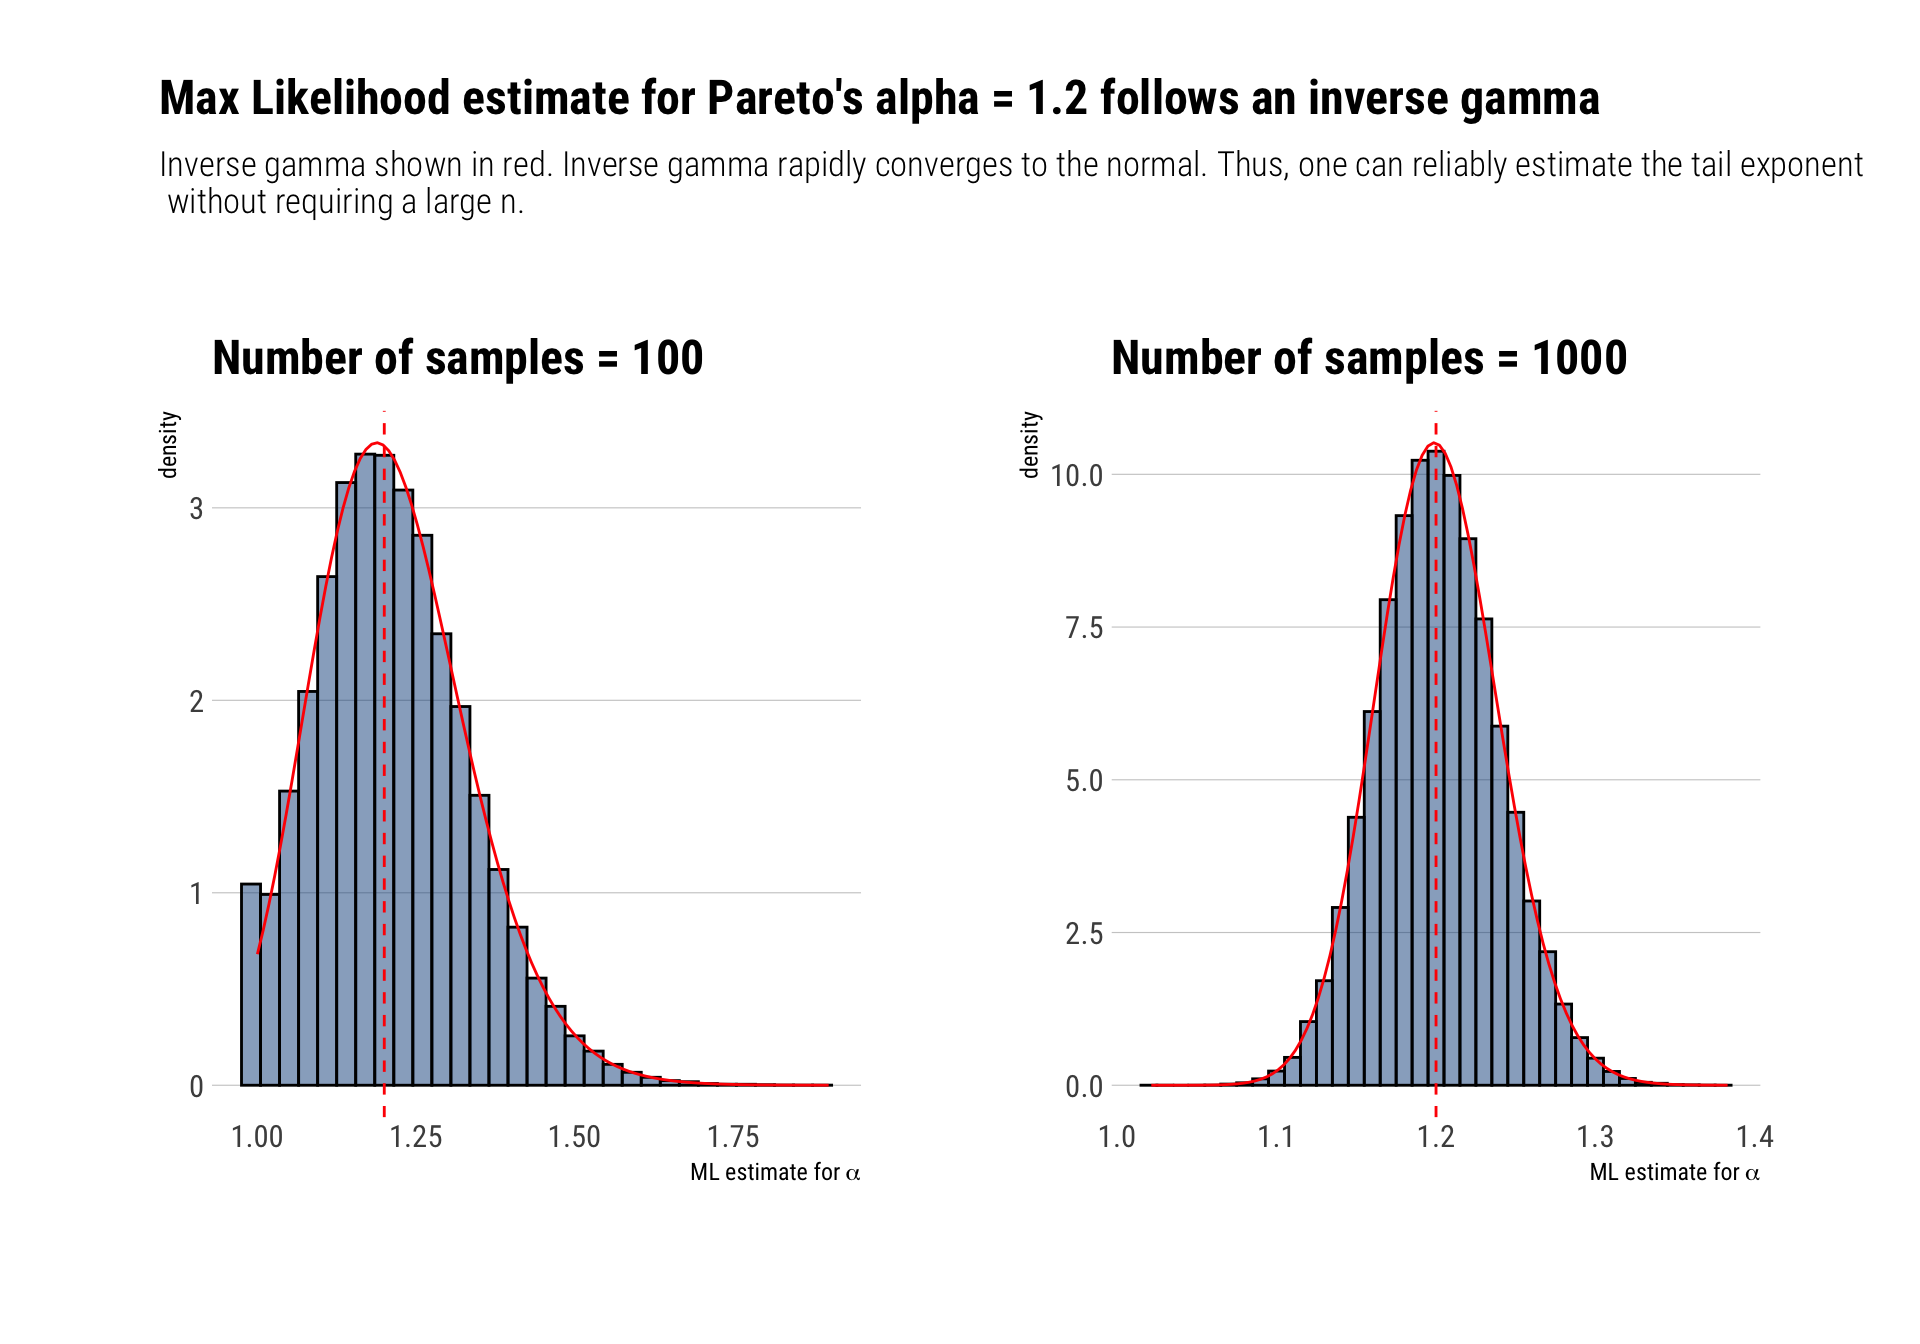 Max Likelihood estimate for Pareto's alpha = 1.2 follows an inverse gamma
Inverse gamma shown in red. Inverse gamma rapidly converges to the normal. Thus, one can reliably estimate the tail exponent
without requiring a large n.
Number of samples = 100
density
3
2
1
0
1.00 1.25 1.50 1.75
ML estimate for α
Number of samples = 1000
density
10.0
7.5
5.0
2.5
0.0
1.0 1.1 1.2 1.3 1.4
ML estimate for α